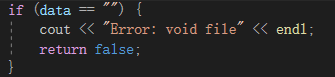 if (data == "") {
    cout << "Error: void file" << endl;
    return false;
}